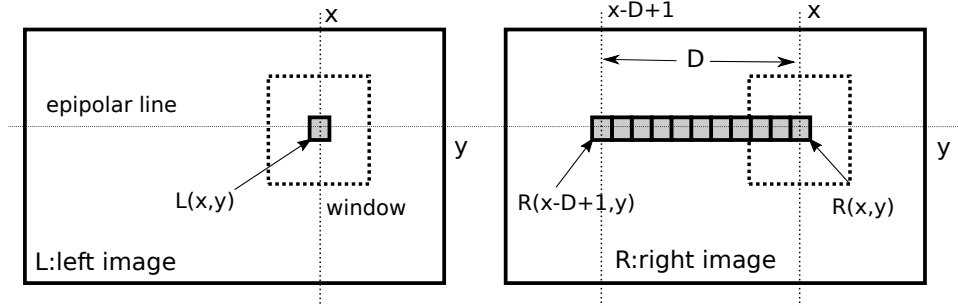 x
epipolar line
y
L(x,y)
window
L:left image
x-D+1
x
D
y
R(x-D+1,y)
R(x,y)
R:right image